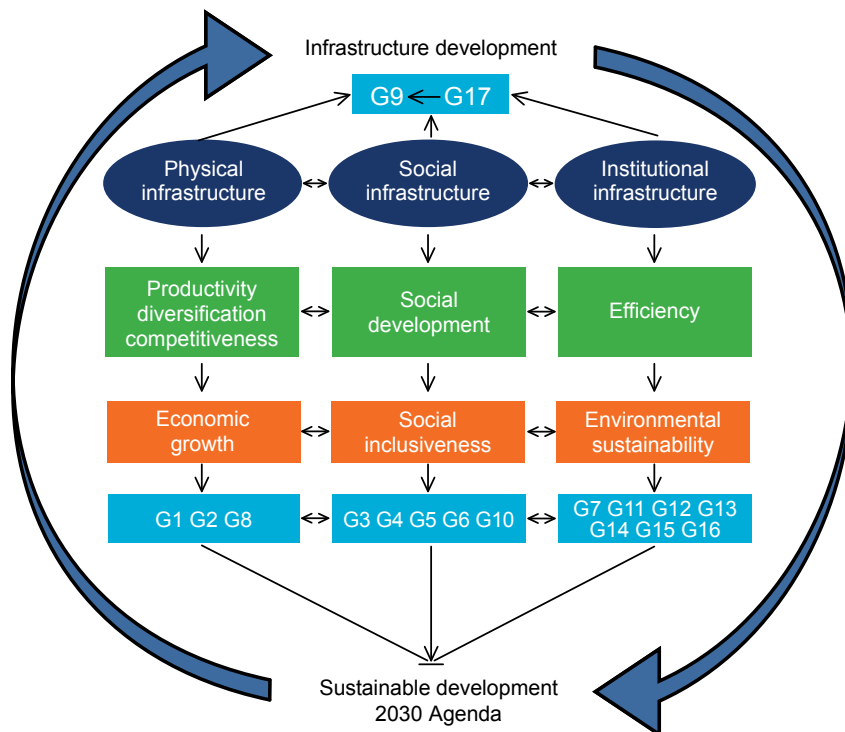 Infrastructure development
G9 G17
Physical
infrastructure
Social
infrastructure
Institutional
infrastructure
Productivity
diversification
competitiveness
Social
development
Efficiency
Economic
growth
Social
inclusiveness
Environmental
sustainability
G1 G2 G8
G3 G4 G5 G6 G10
G7 G11 G12 G13
G14 G15 G16
Sustainable development
2030 Agenda